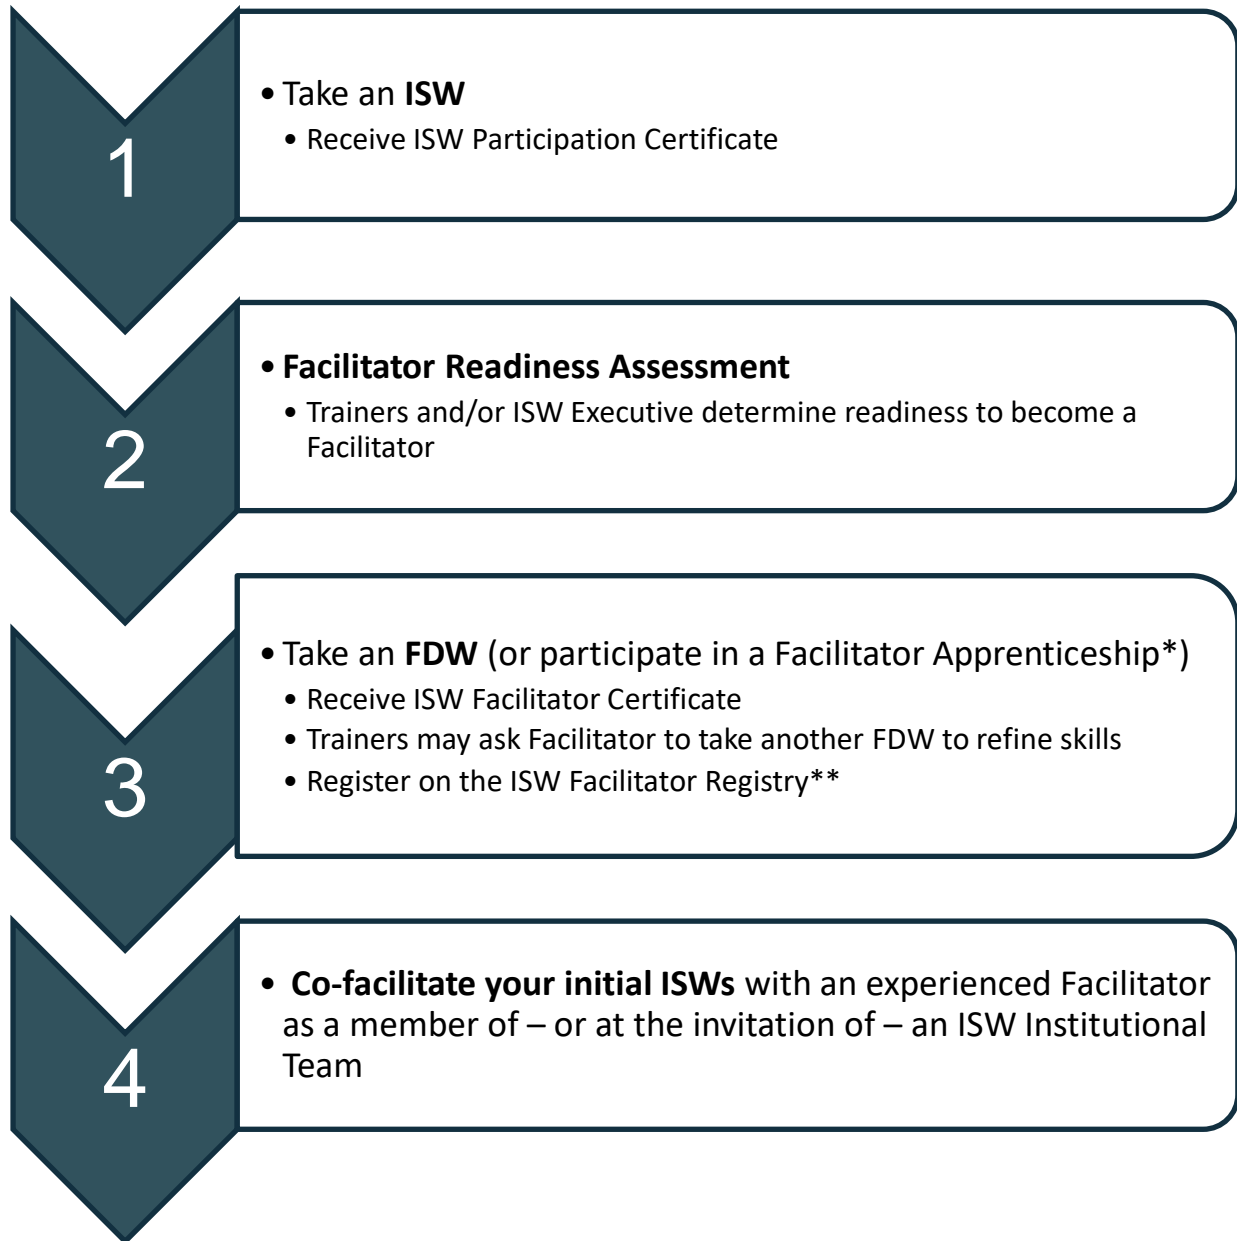 1
• Take an ISW
• Receive ISW Participation Certificate
2
• Facilitator Readiness Assessment
• Trainers and/or ISW Executive determine readiness to become a
Facilitator
3
• Take an FDW (or participate in a Facilitator Apprenticeship*)
• Receive ISW Facilitator Certificate
• Trainers may ask Facilitator to take another FDW to refine skills
• Register on the ISW Facilitator Registry**
4
• Co-facilitate your initial ISWs with an experienced Facilitator
as a member of – or at the invitation of – an ISW Institutional
Team